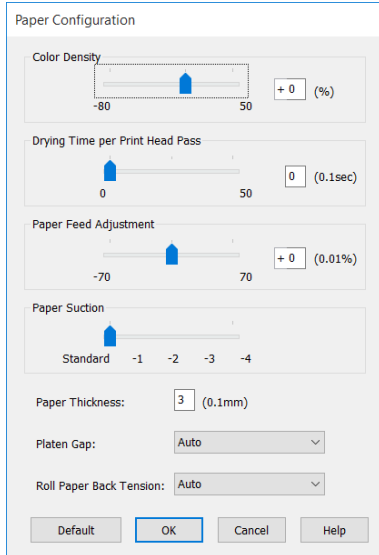 Paper Configuration
Color Density
+ 0 (%)
-80 50
Drying Time per Print Head Pass
0 (0.1sec)
0 50
Paper Feed Adjustment
+ 0 (0.01%)
-70 70
Paper Suction
Standard -1 -2 -3 -4
Paper Thickness: 3 (0.1mm)
Platen Gap: Auto
Roll Paper Back Tension: Auto
Default OK Cancel Help